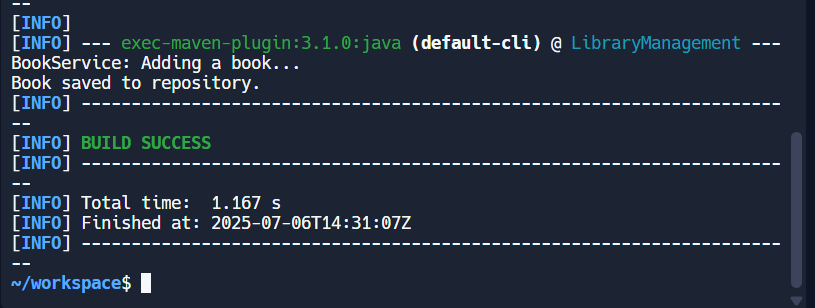 --
[INFO]
[INFO] --- exec-maven-plugin:3.1.0:java (default-cli) @ LibraryManagement ---
BookService: Adding a book...
Book saved to repository.
[INFO] ----------------------------------------------------------------------
--
[INFO] BUILD SUCCESS
[INFO] ----------------------------------------------------------------------
--
[INFO] Total time:  1.167 s
[INFO] Finished at: 2025-07-06T14:31:07Z
[INFO] ----------------------------------------------------------------------
--
~/workspace$